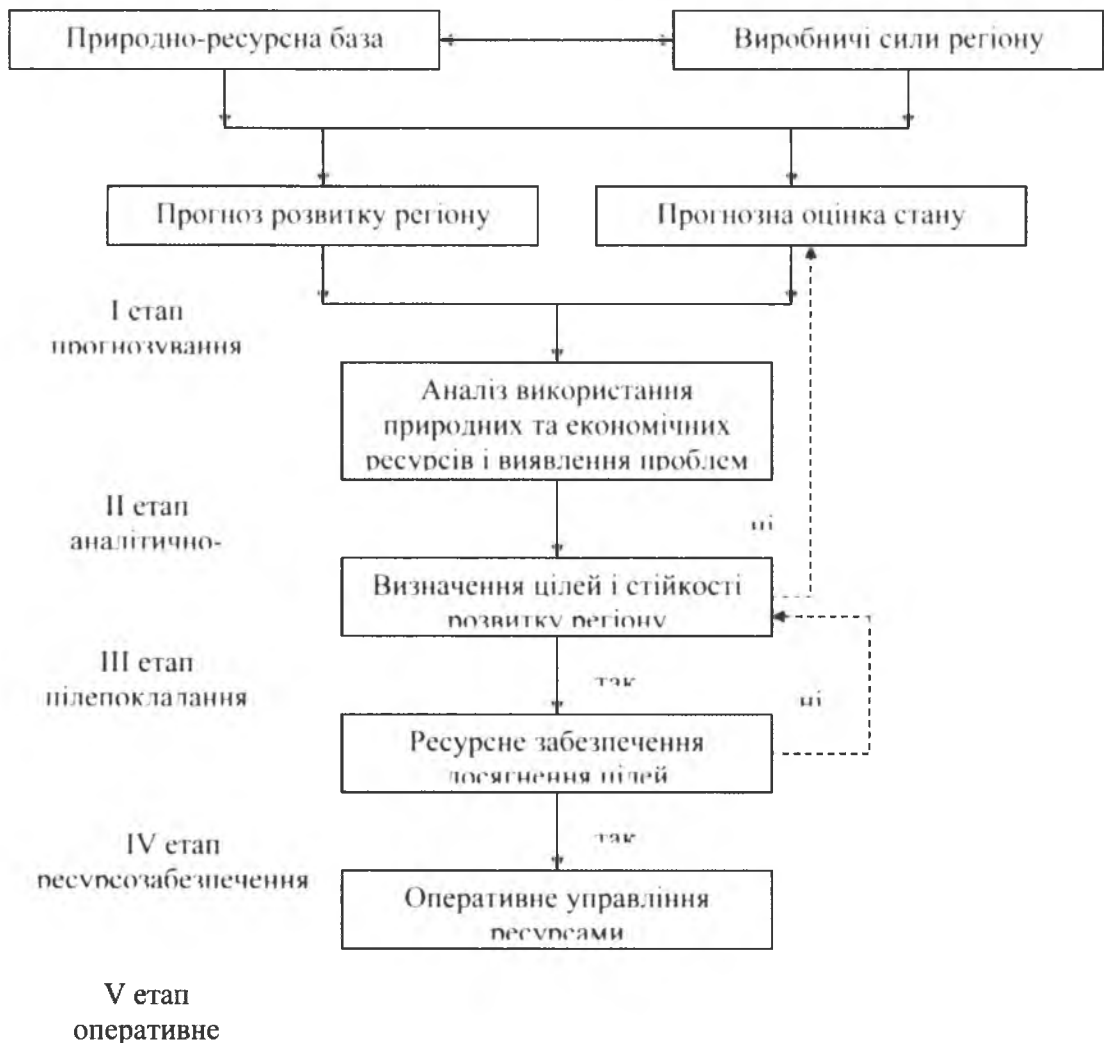 Природно-ресурсна база
Виробничі сили регіону
Прогноз розвитку регіону
Прогнозна оцінка стану
І етап
прогнозування
Аналіз використання
природних та економічних
ресурсів і виявлення проблем
ІІ етап
аналітично-
ні
Визначення цілей і стійкості
розвитку регіону
ІІІ етап
цілепокладання
так
ні
Ресурсне забезпечення
досягнення цілей
IV етап
ресурсозабезпечення
так
Оперативне управління
ресурсами
V етап
оперативне